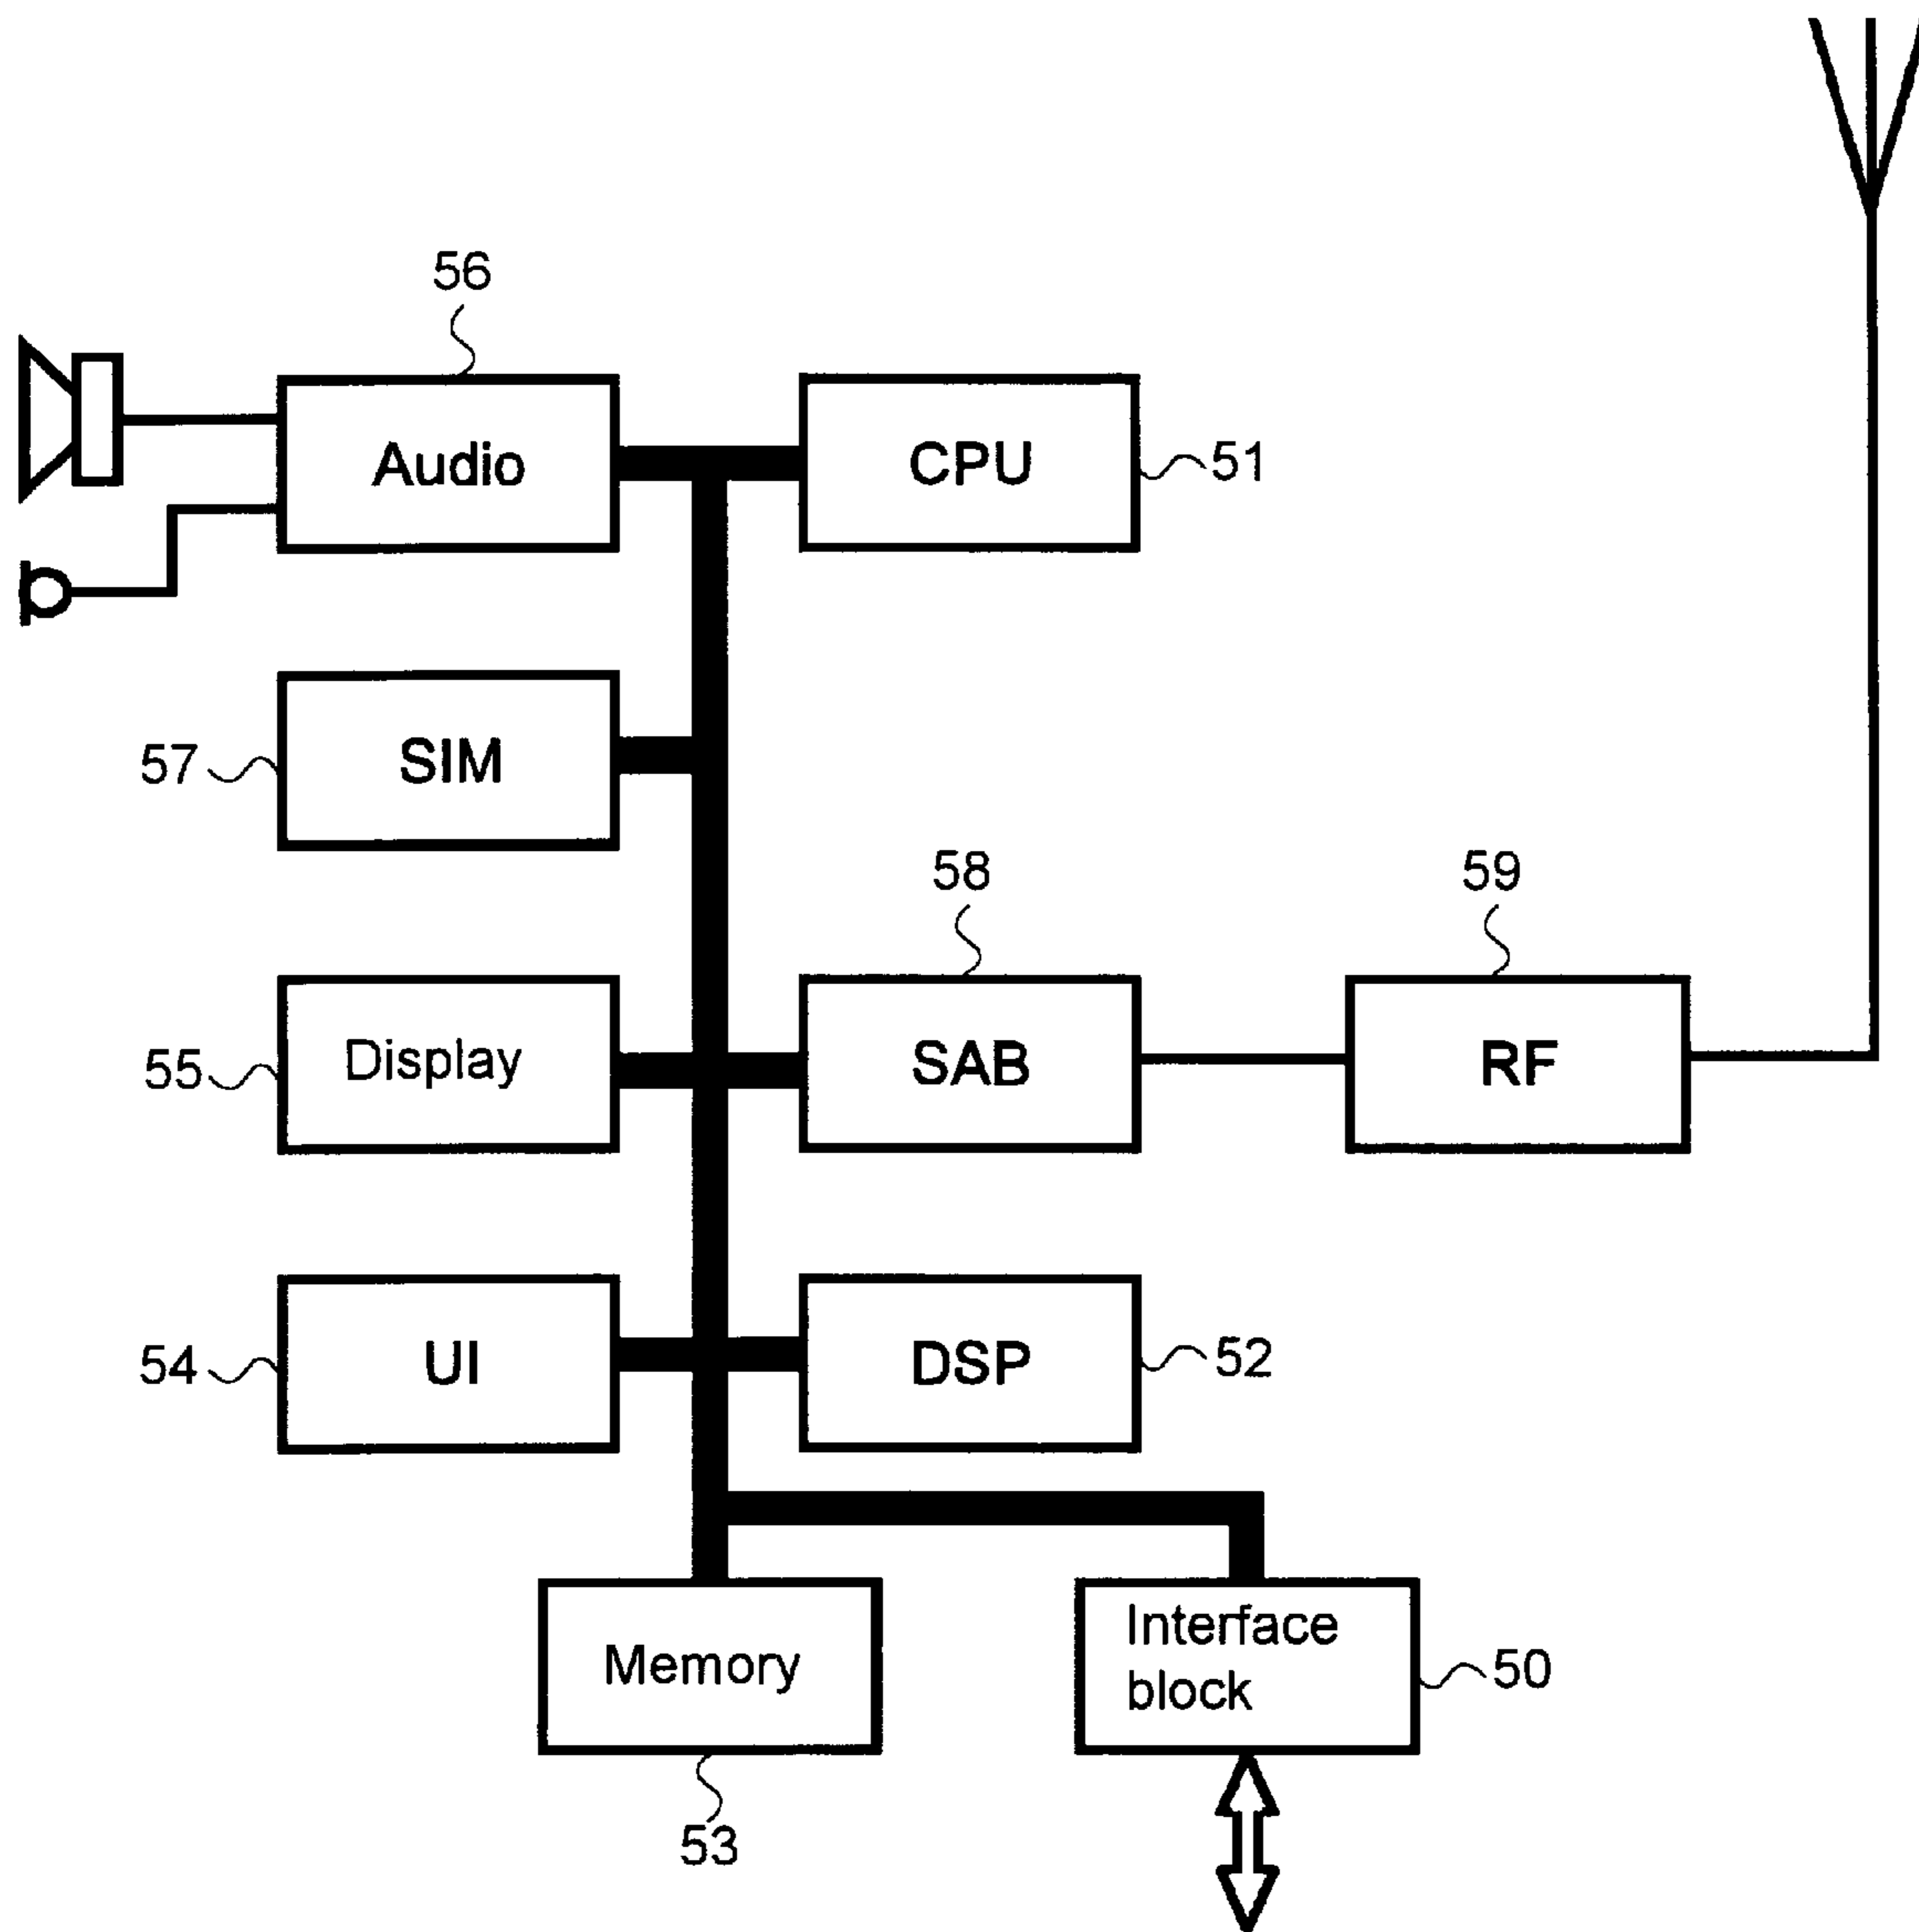 56
Audio
CPU
51
SIM
57
58
59
Display
55
SAB
RF
UI
54
DSP
52
Memory
Interface
block
50
53